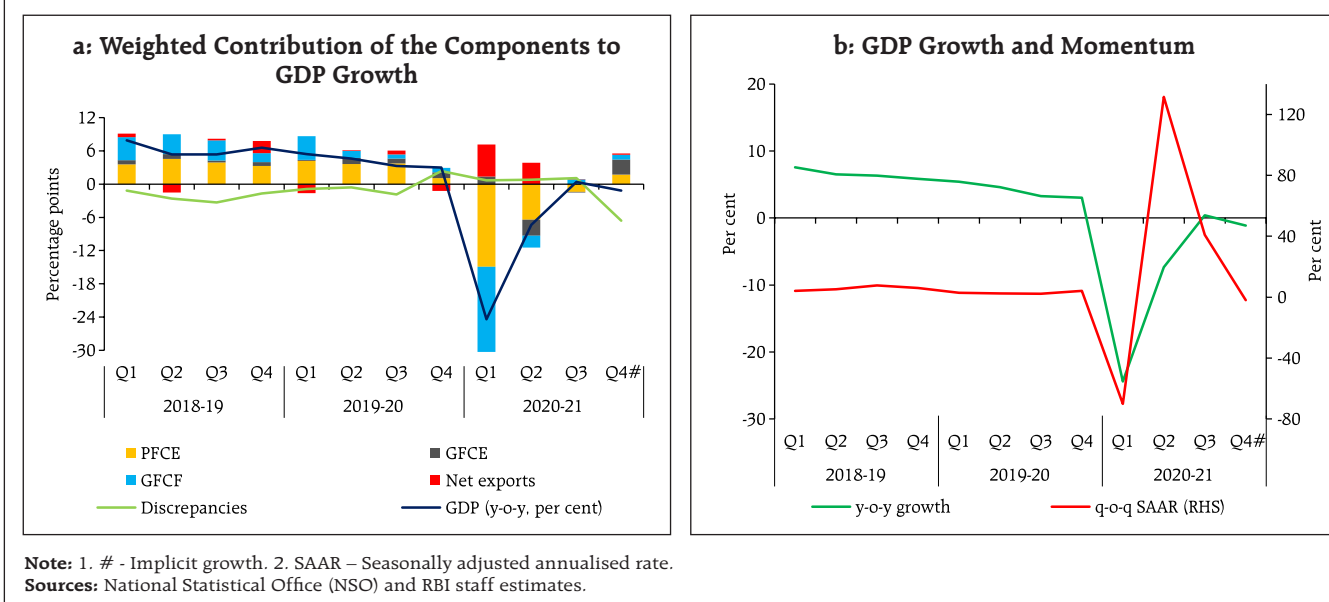 a: Weighted Contribution of the Components to
GDP Growth
Percentage points
12
6
0
-6
-12
-18
-24
-30
Q1 Q2 Q3 Q4 Q1 Q2 Q3 Q4 Q1 Q2 Q3 Q4#
2018-19 2019-20 2020-21
PFCE GFCE
GFCF Net exports
Discrepancies GDP (y-o-y, per cent)
b: GDP Growth and Momentum
Per cent
20
10
0
-10
-20
-30
120
80
40
0
-40
-80
Per cent
Q1 Q2 Q3 Q4 Q1 Q2 Q3 Q4 Q1 Q2 Q3 Q4#
2018-19 2019-20 2020-21
y-o-y growth q-o-q SAAR (RHS)
Note: 1. # - Implicit growth. 2. SAAR – Seasonally adjusted annualised rate.
Sources: National Statistical Office (NSO) and RBI staff estimates.